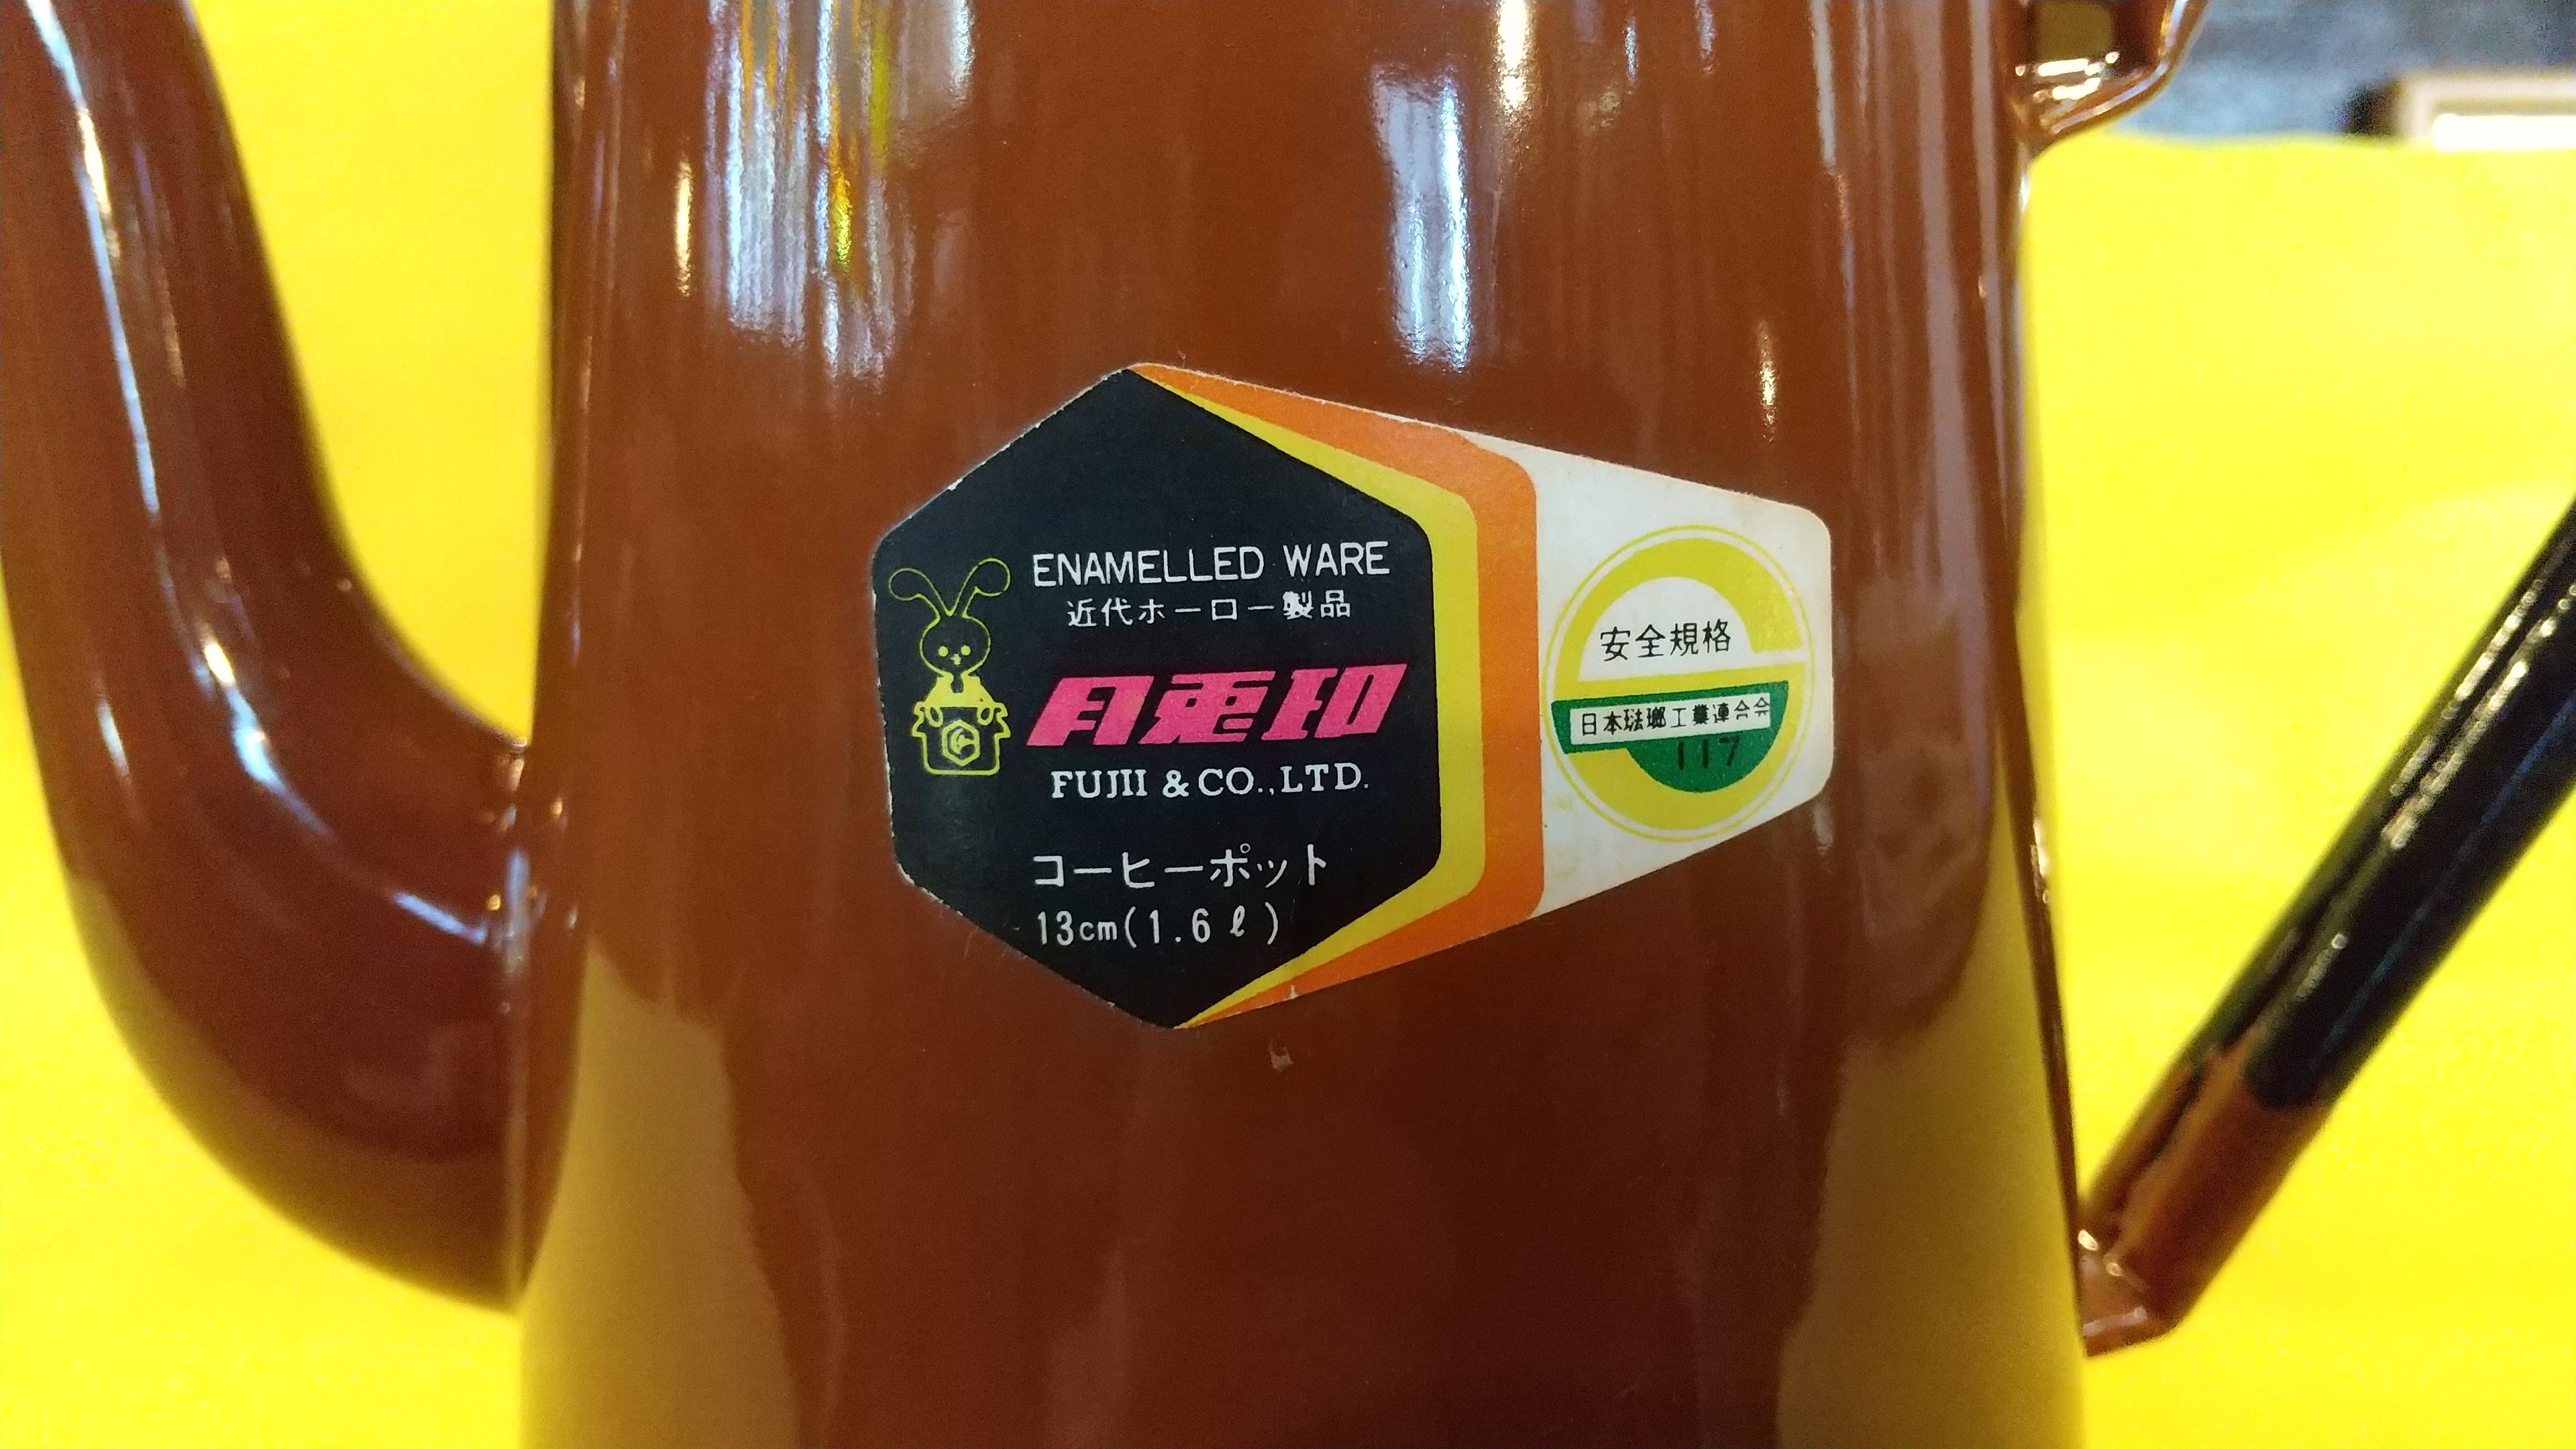 ENAMELLED WARE
近代ホーロー製品
月兎印
FUJII & CO.,LTD.
コーヒーポット
13cm(1.6ℓ)
安全規格
日本琺瑯工業連合会
117